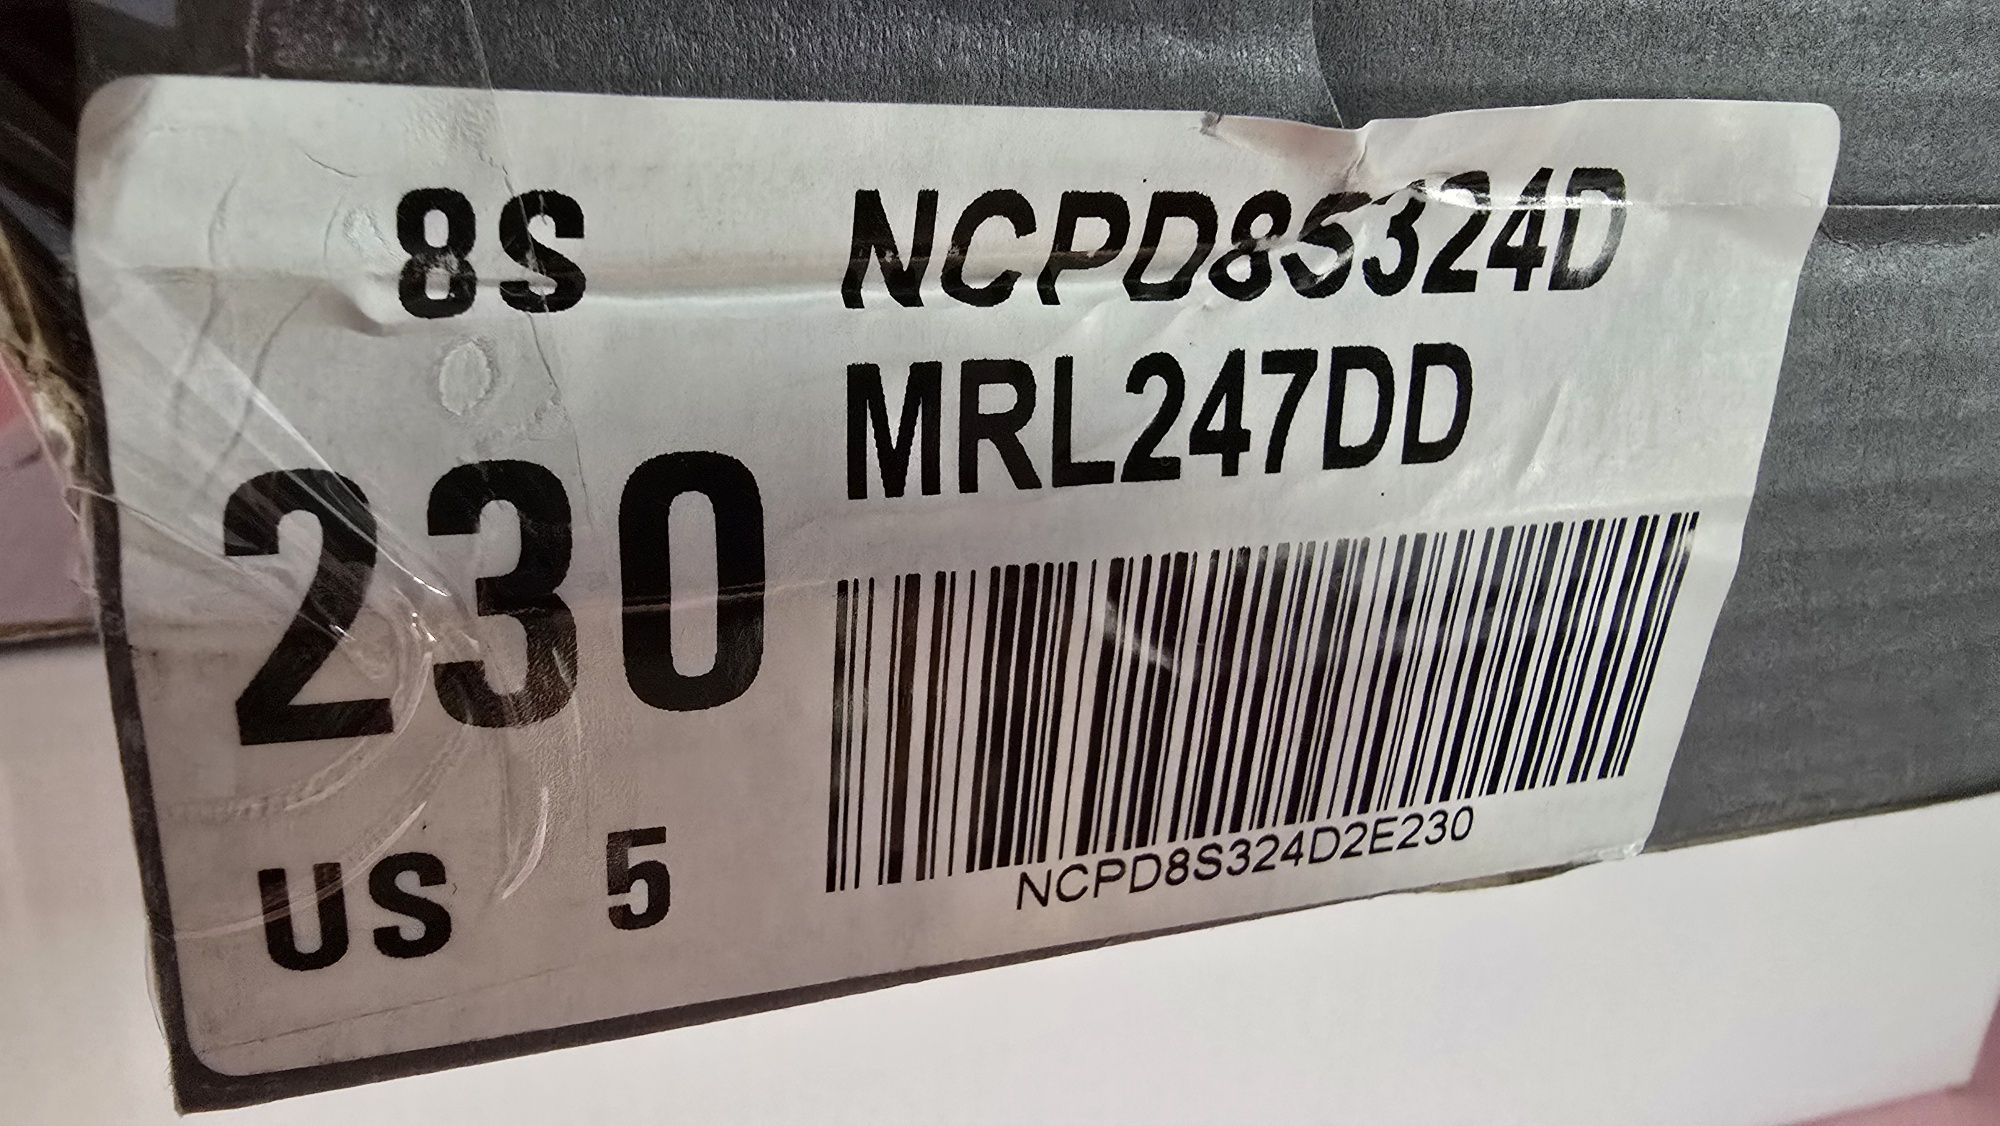 8S NCPD8S324D
MRL247DD
230
US 5
NCPD8S324D2E230